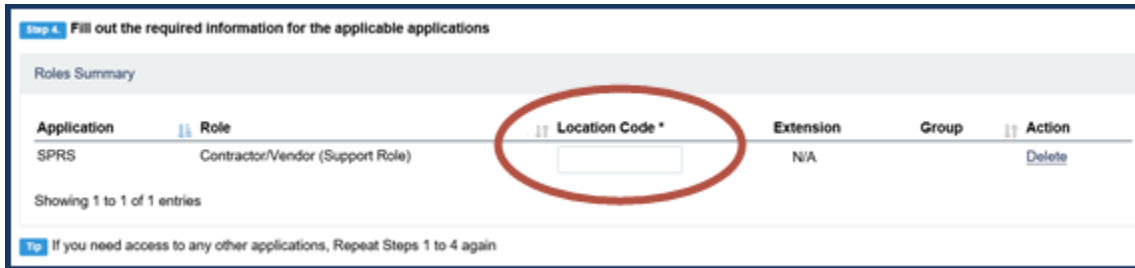 Step 4. Fill out the required information for the applicable applications
Roles Summary
Application Role Location Code * Extension Group Action
SPRS Contractor/Vendor (Support Role) N/A Delete
Showing 1 to 1 of 1 entries
Tip If you need access to any other applications, Repeat Steps 1 to 4 again